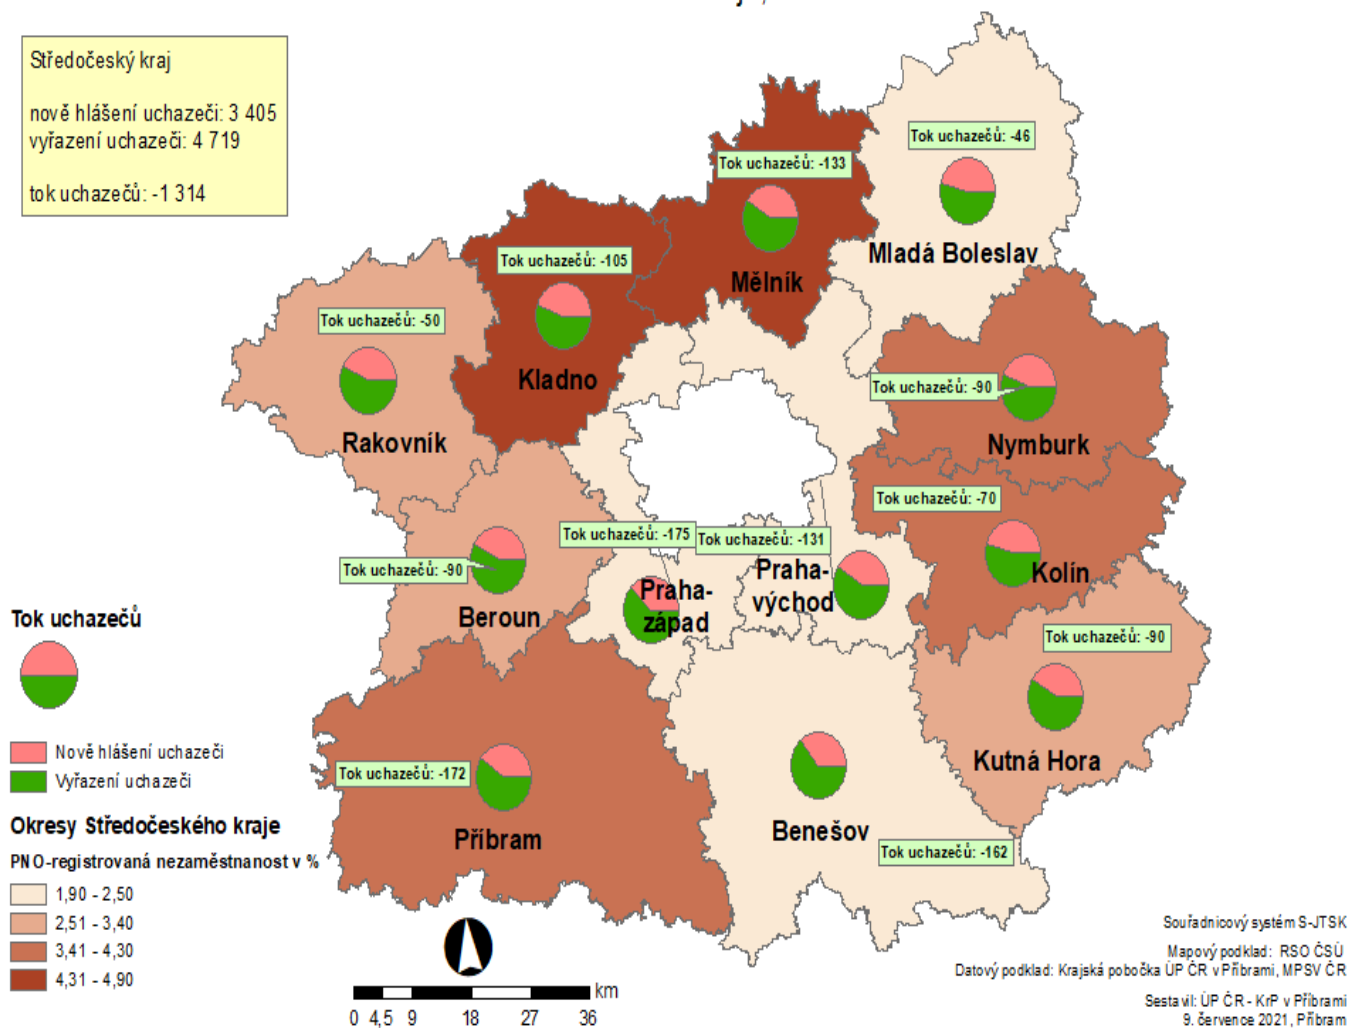 Středočeský kraj
nově hlášení uchazeči: 3 405
vyřazení uchazeči: 4 719
tok uchazečů: -1 314
Tok uchazečů: -46
Mladá Boleslav
Tok uchazečů: -133
Mělník
Tok uchazečů: -105
Kladno
Tok uchazečů: -50
Rakovník
Tok uchazečů: -90
Nymburk
Tok uchazečů: -70
Kolín
Tok uchazečů: -175
Praha-
západ
Tok uchazečů: -131
Praha-
východ
Tok uchazečů: -90
Beroun
Tok uchazečů: -90
Kutná Hora
Tok uchazečů: -172
Příbram
Benešov
Tok uchazečů: -162
Tok uchazečů
Nově hlášení uchazeči
Vyřazení uchazeči
Okresy Středočeského kraje
PNO-registrovaná nezaměstnanost v %
1,90 - 2,50
2,51 - 3,40
3,41 - 4,30
4,31 - 4,90
km
0 4,5 9 18 27 36
Souřadnicový systém S-JTSK
Mapový podklad: RSO ČSÚ
Datový podklad: Krajská pobočka ÚP ČR v Příbrami, MPSV ČR
Sestavil: ÚP ČR - KrP v Příbrami
9. července 2021, Příbram